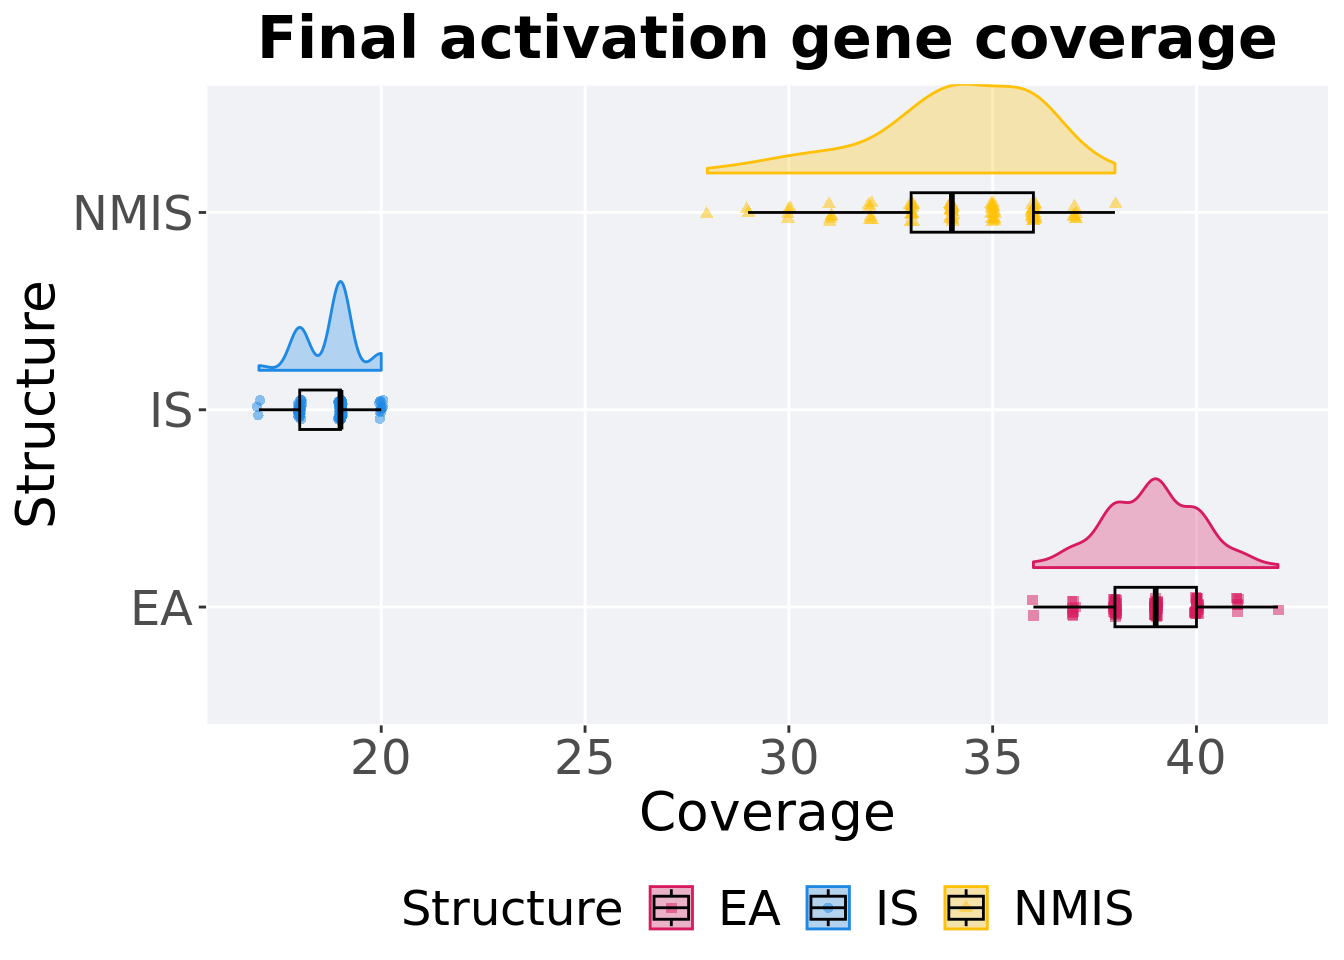 Final activation gene coverage
Structure
NMIS
IS
EA
20 25 30 35 40
Coverage
Structure EA IS NMIS